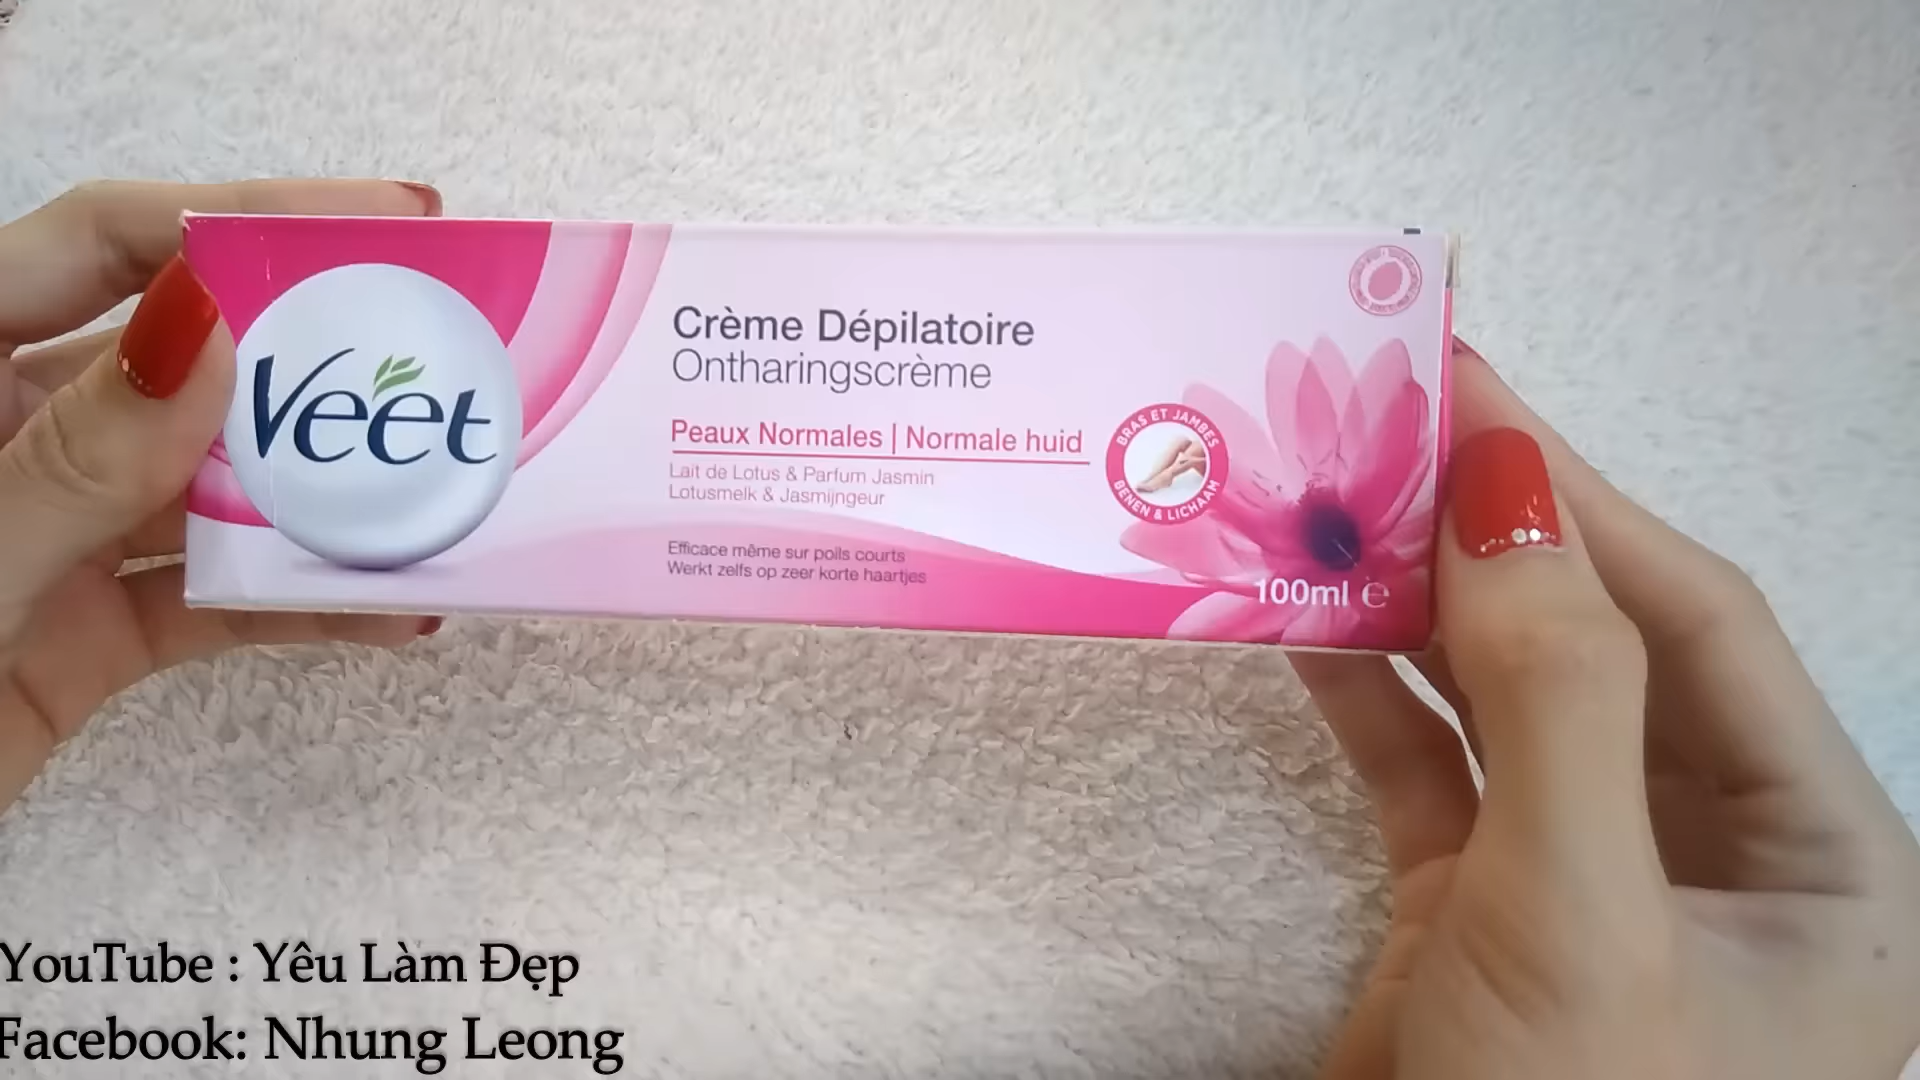 Veet
Crème Dépilatoire
Ontharingscrème
Peaux Normales | Normale huid
Lait de Lotus & Parfum Jasmin
Lotusmelk & Jasmijngeur
Efficace même sur poils courts
Werkt zelfs op zeer korte haartjes
BRAS ET JAMBES
BENEN & LICHAAM
100ml ℮
YouTube : Yêu Làm Đẹp
Facebook: Nhung Leong